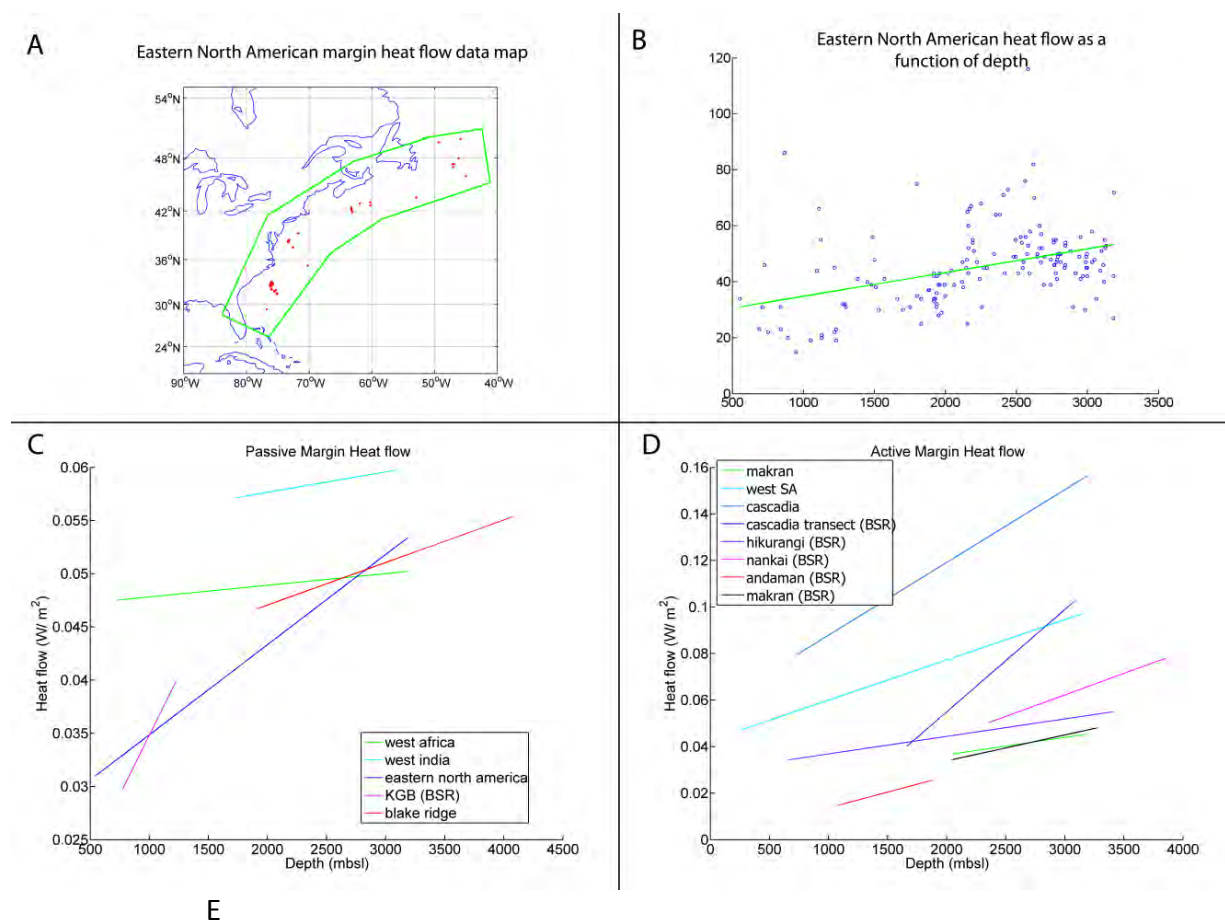 A
Eastern North American margin heat flow data map
54°N
48°N
42°N
36°N
30°N
24°N
90°W 80°W 70°W 60°W 50°W 40°W
B
Eastern North American heat flow as a
function of depth
120
100
80
60
40
20
0
500 1000 1500 2000 2500 3000 3500
C
Passive Margin Heat flow
Heat flow (W/ m²)
0.06
0.055
0.05
0.045
0.04
0.035
0.03
0.025
west africa
west india
eastern north america
KGB (BSR)
blake ridge
500 1000 1500 2000 2500 3000 3500 4000 4500
Depth (mbsl)
D
Active Margin Heat flow
Heat flow (W/ m²)
0.16
0.14
0.12
0.1
0.08
0.06
0.04
0.02
0
makran
west SA
cascadia
cascadia transect (BSR)
hikurangi (BSR)
nankai (BSR)
andaman (BSR)
makran (BSR)
0 500 1000 1500 2000 2500 3000 3500 4000
Depth (mbsl)
E